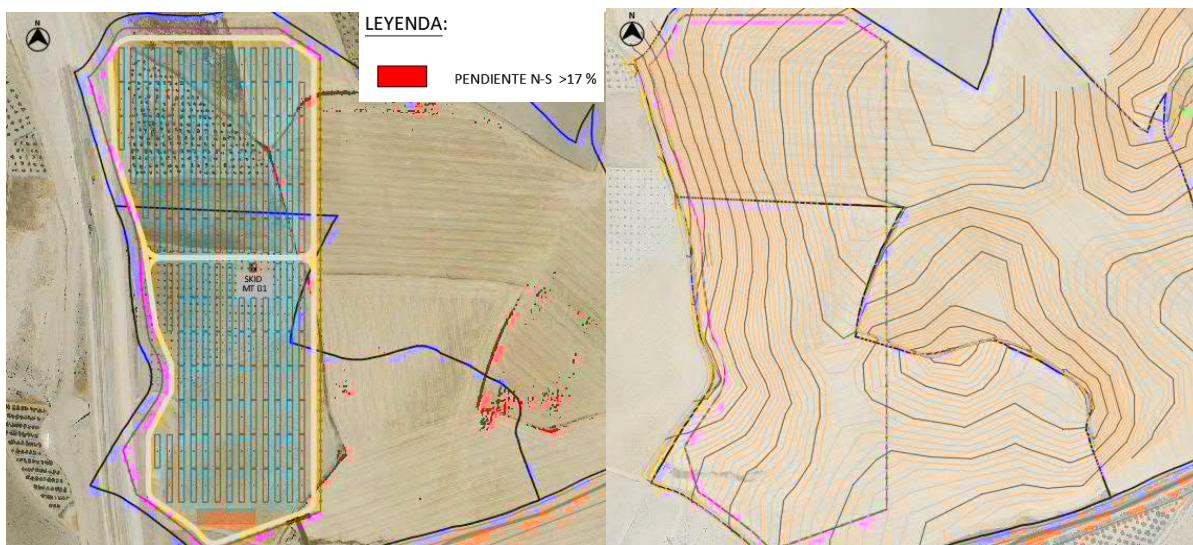 N
LEYENDA:
PENDIENTE N-S >17 %
SKID
MT 01
N